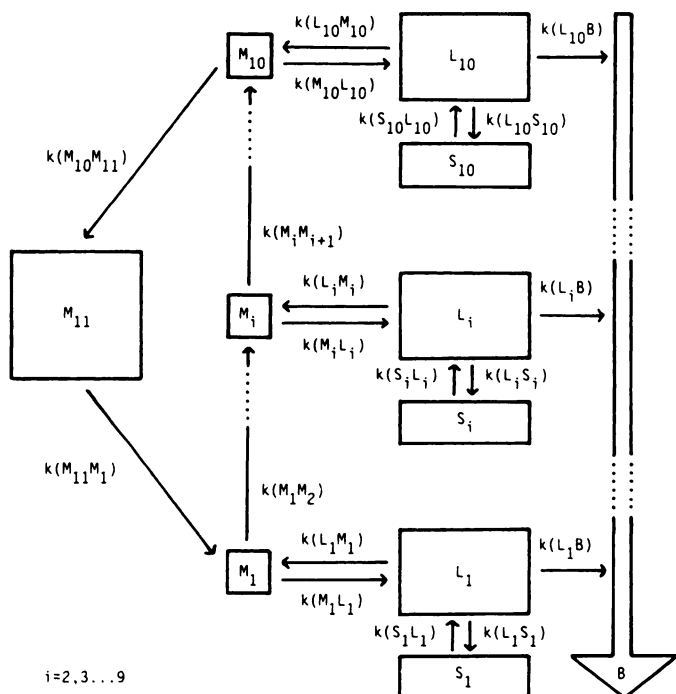 k(L10M10)
k(L10B)
M10
L10
k(M10L10)
k(S10L10)
k(L10S10)
k(M10M11)
S10
k(MiMi+1)
k(LiMi)
k(LiB)
M11
Mi
Li
k(MiLi)
k(SiLi)
k(LiSi)
Si
k(M11M1)
k(M1M2)
k(L1M1)
k(L1B)
M1
L1
k(M1L1)
k(S1L1)
k(L1S1)
i=2,3...9
S1
B